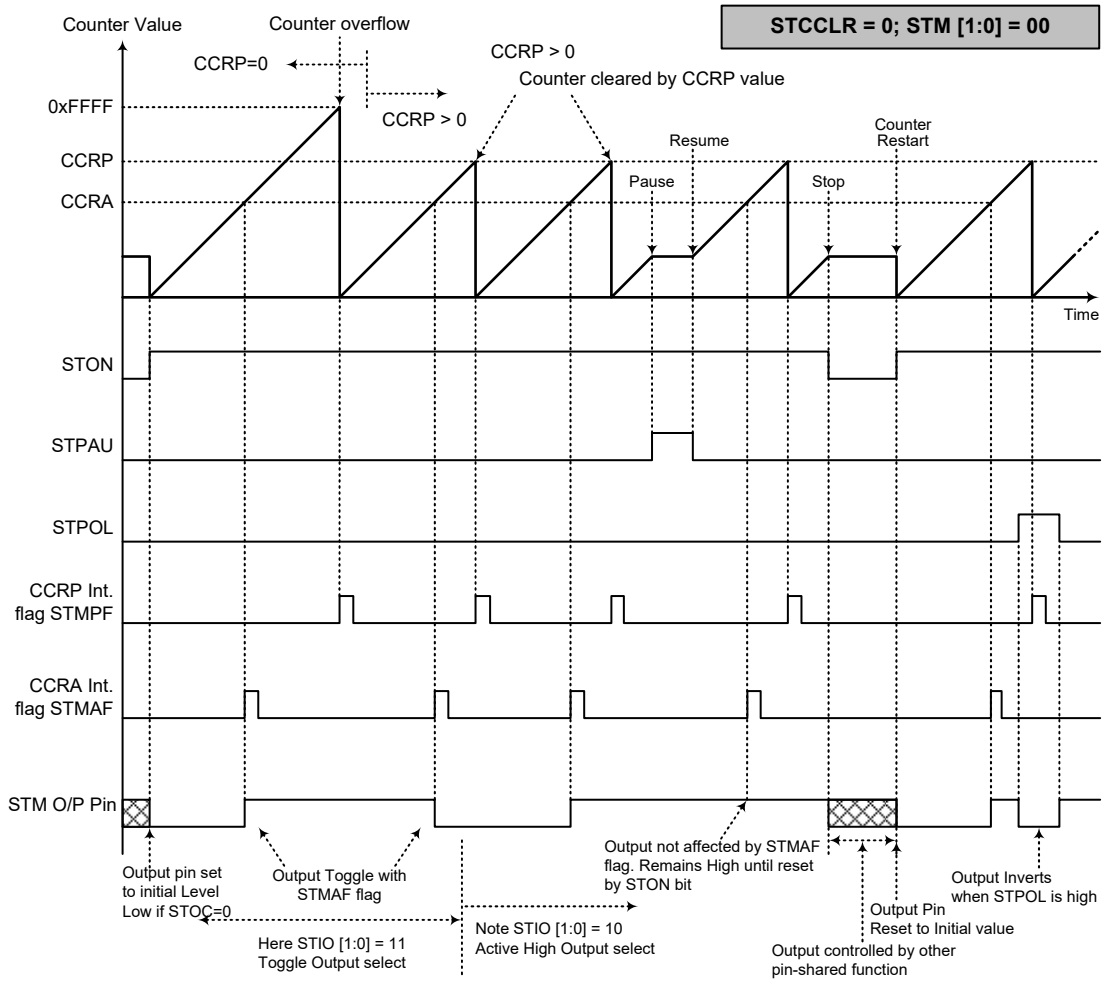 STCCLR = 0; STM [1:0] = 00
Counter Value
Counter overflow
CCRP=0
CCRP > 0
CCRP > 0
Counter cleared by CCRP value
0xFFFF
CCRP
CCRA
Pause
Resume
Stop
Counter
Restart
Time
STON
STPAU
STPOL
CCRP Int.
flag STMPF
CCRA Int.
flag STMAF
STM O/P Pin
Output pin set
to initial Level
Low if STOC=0
Output Toggle with
STMAF flag
Here STIO [1:0] = 11
Toggle Output select
Note STIO [1:0] = 10
Active High Output select
Output not affected by STMAF
flag. Remains High until reset
by STON bit
Output Pin
Reset to Initial value
Output controlled by other
pin-shared function
Output Inverts
when STPOL is high